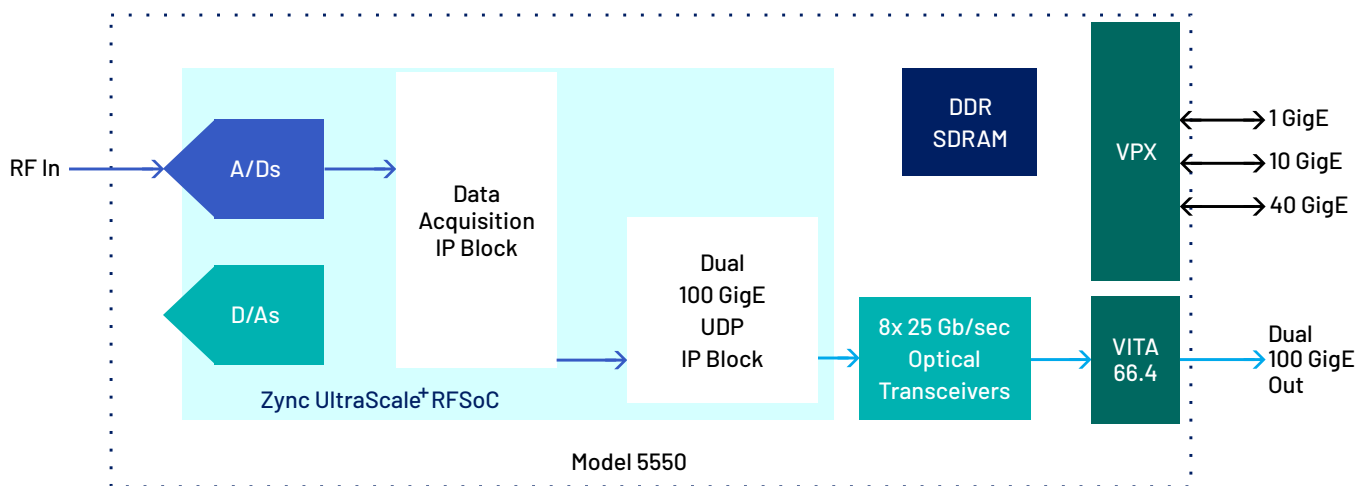 RF In
A/Ds
D/As
Data
Acquisition
IP Block
Dual
100 GigE
UDP
IP Block
Zync UltraScale+ RFSoC
DDR
SDRAM
8x 25 Gb/sec
Optical
Transceivers
VPX
VITA
66.4
1 GigE
10 GigE
40 GigE
Dual
100 GigE
Out
Model 5550